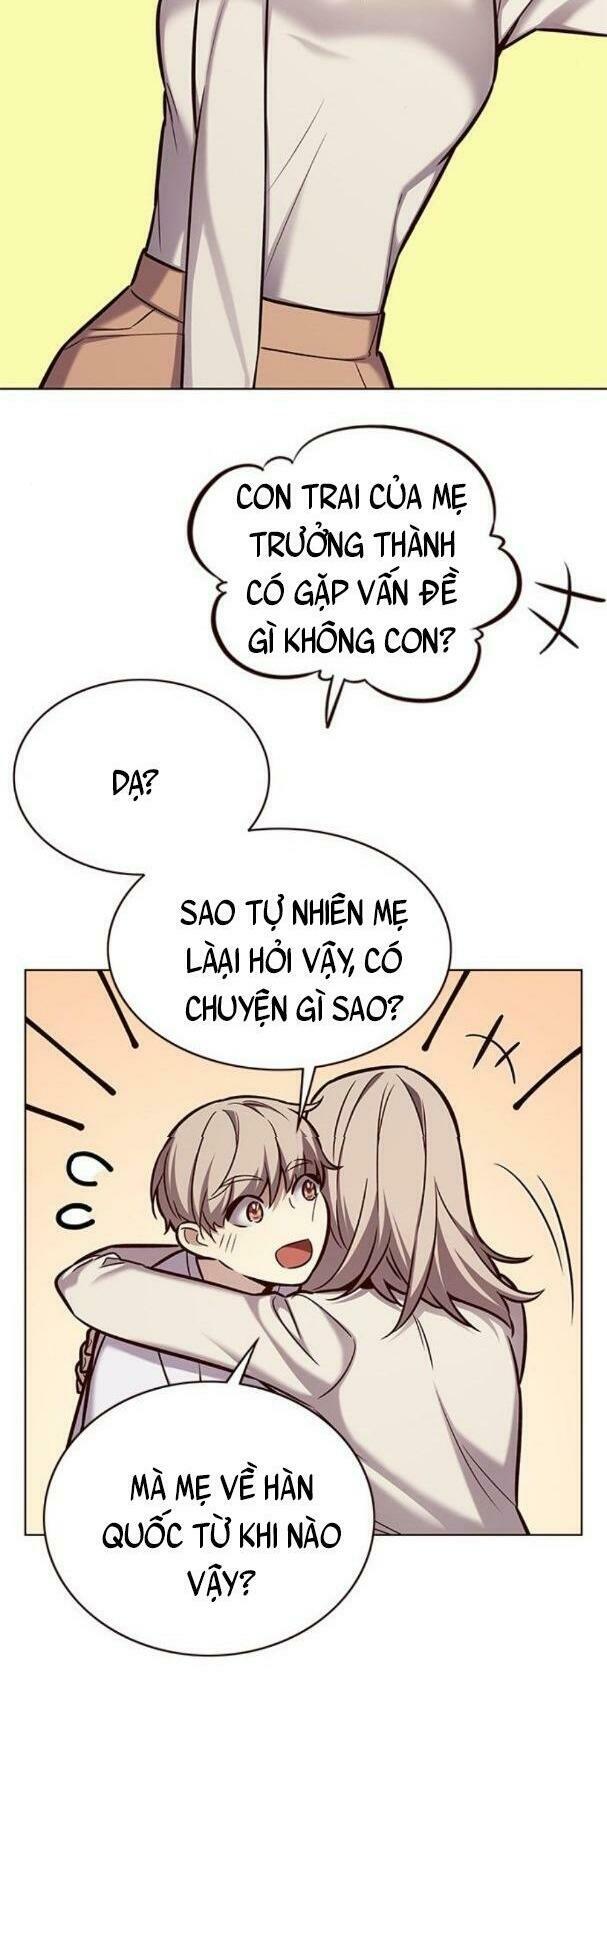 CON TRAI CỦA MẸ
TRƯỞNG THÀNH
CÓ GẶP VẤN ĐỀ
GÌ KHÔNG CON?
DẠ?
SAO TỰ NHIÊN MẸ
LÀẠI HỎI VẬY, CÓ
CHUYỆN GÌ SAO?
MÀ MẸ VỀ HÀN
QUỐC TỪ KHI NÀO
VẬY?